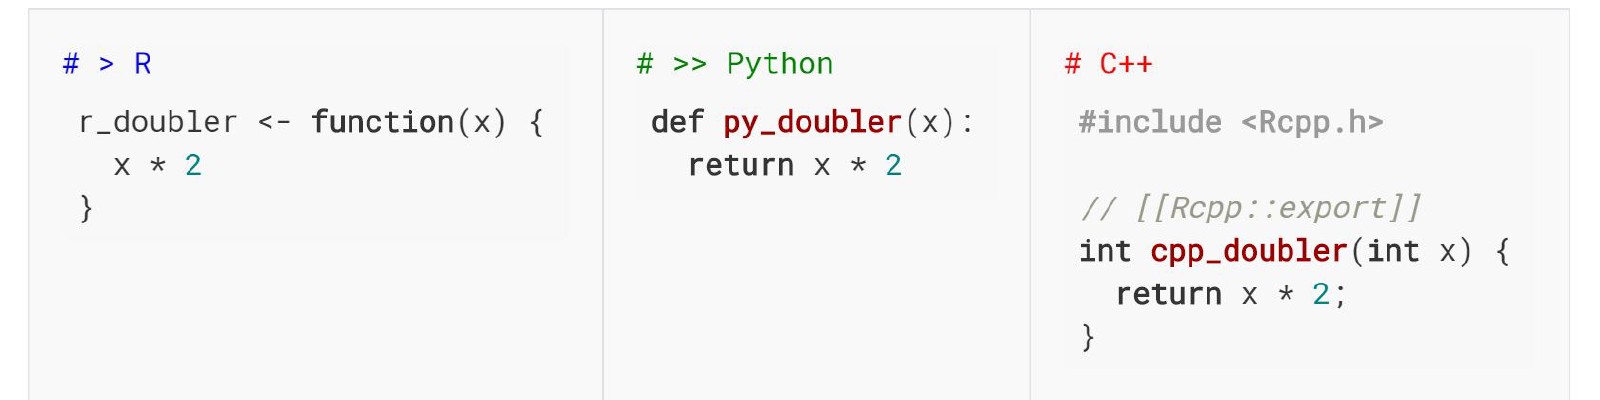 # > R
r_doubler <- function(x) {
  x * 2
}
# >> Python
def py_doubler(x):
  return x * 2
# C++
#include <Rcpp.h>
// [[Rcpp::export]]
int cpp_doubler(int x) {
  return x * 2;
}